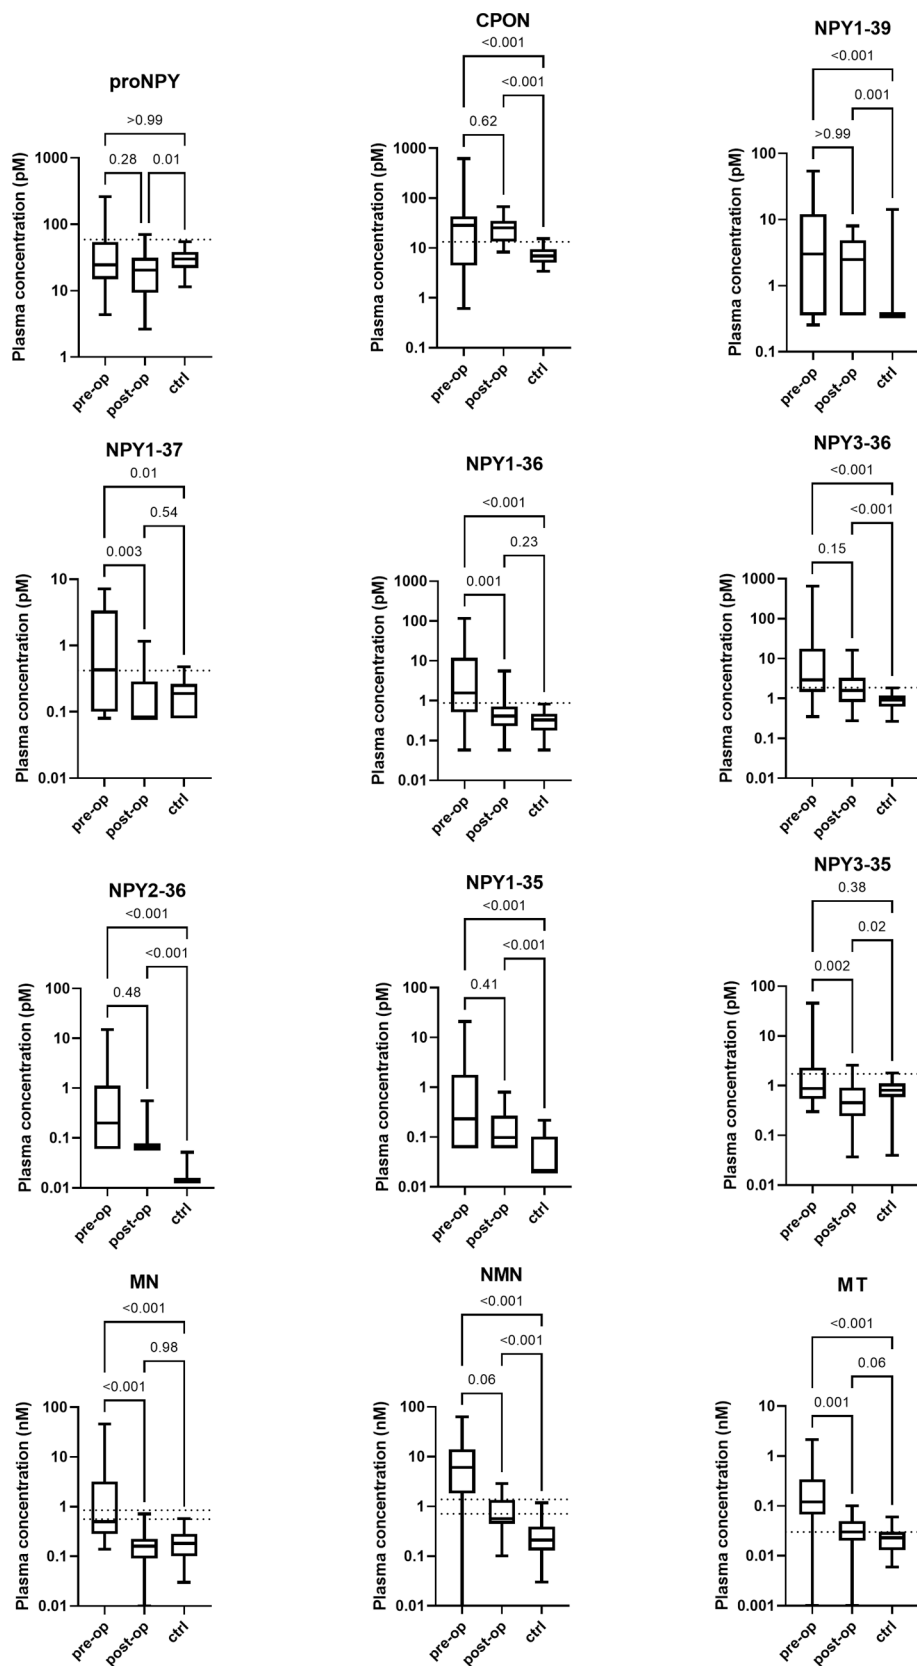 proNPY
>0.99
0.28
0.01
Plasma concentration (pM)
1000
100
10
1
pre-op
post-op
ctrl
CPON
<0.001
<0.001
0.62
Plasma concentration (pM)
1000
100
10
1
0.1
pre-op
post-op
ctrl
NPY1-39
<0.001
0.001
>0.99
Plasma concentration (pM)
100
10
1
0.1
pre-op
post-op
ctrl
NPY1-37
0.01
0.54
0.003
Plasma concentration (pM)
10
1
0.1
0.01
pre-op
post-op
ctrl
NPY1-36
<0.001
0.23
0.001
Plasma concentration (pM)
1000
100
10
1
0.1
0.01
pre-op
post-op
ctrl
NPY3-36
<0.001
<0.001
0.15
Plasma concentration (pM)
1000
100
10
1
0.1
0.01
pre-op
post-op
ctrl
NPY2-36
<0.001
<0.001
0.48
Plasma concentration (pM)
100
10
1
0.1
0.01
pre-op
post-op
ctrl
NPY1-35
<0.001
<0.001
0.41
Plasma concentration (pM)
100
10
1
0.1
0.01
pre-op
post-op
ctrl
NPY3-35
0.38
0.02
0.002
Plasma concentration (pM)
100
10
1
0.1
0.01
pre-op
post-op
ctrl
MN
<0.001
0.98
<0.001
Plasma concentration (nM)
100
10
1
0.1
0.01
pre-op
post-op
ctrl
NMN
<0.001
<0.001
0.06
Plasma concentration (nM)
100
10
1
0.1
0.01
pre-op
post-op
ctrl
MT
<0.001
0.06
0.001
Plasma concentration (nM)
10
1
0.1
0.01
0.001
pre-op
post-op
ctrl